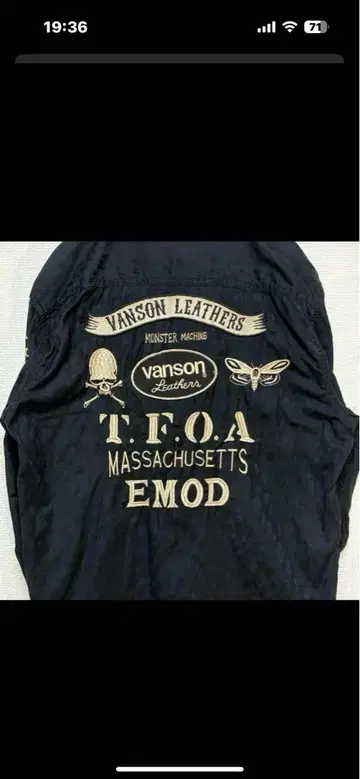 19:36
71
VANSON LEATHERS
MONSTER MACHINE
vanson
Leathers
T.F.O.A
MASSACHUSETTS
EMOD